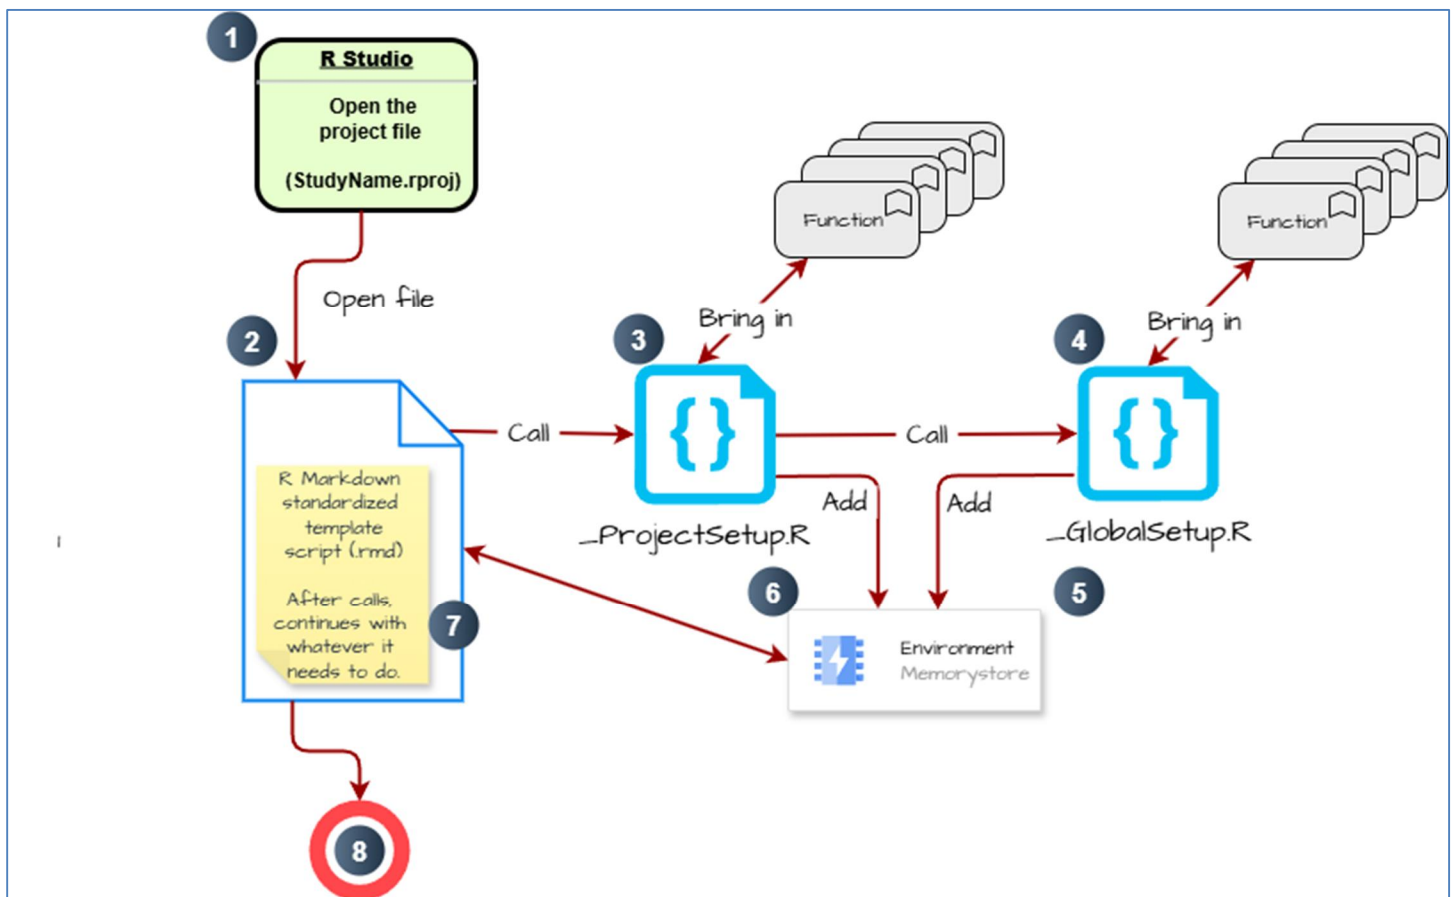 1
R Studio
Open the
project file
(StudyName.rproj)
Open file
2
R Markdown
standardized
template
script (.rmd)
After calls,
continues with
whatever it
needs to do.
7
Call
3
Bring in
Function
_ProjectSetup.R
Call
4
Bring in
Function
_GlobalSetup.R
Add
Add
6
5
Environment
Memorystore
8